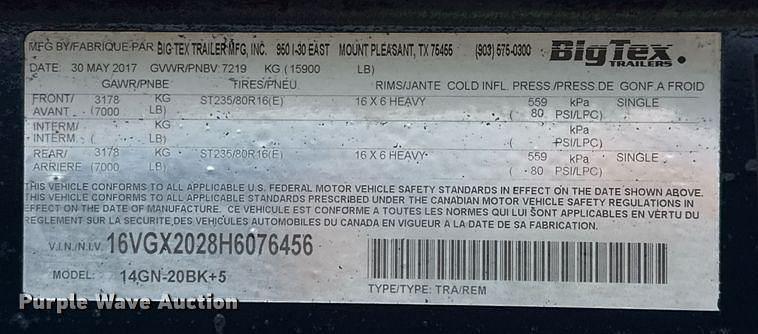 MFG BY/FABRIQUE PAR BIG TEX TRAILER MFG, INC. 950 I-30 EAST MOUNT PLEASANT, TX 75455 (903) 575-0300 BigTex.
TRAILERS
DATE: 30 MAY 2017 GVWR/PNBV: 7219 KG (15900 LB)
GAWR/PNBE TIRES/PNEU RIMS/JANTE COLD INFL. PRESS/PRESS DE GONF A FROID
FRONT/ 3178 KG ST235/80R16(E) 16 X 6 HEAVY 559 kPa SINGLE
AVANT (7000 LB) ( 80 PSI/LPC)
INTERM/ KG kPa
INTERM. ( LB) ( PSI/LPC)
REAR/ 3178 KG ST235/80R16(E) 16 X 6 HEAVY 559 kPa SINGLE
ARRIERE (7000 LB) ( 80 PSI/LPC)
THIS VEHICLE CONFORMS TO ALL APPLICABLE U.S. FEDERAL MOTOR VEHICLE SAFETY STANDARDS IN EFFECT ON THE DATE SHOWN ABOVE.
THIS VEHICLE CONFORMS TO ALL APPLICABLE STANDARDS PRESCRIBED UNDER THE CANADIAN MOTOR VEHICLE SAFETY REGULATIONS IN
EFFECT ON THE DATE OF MANUFACTURE. CE VEHICULE EST CONFORME A TOUTES LES NORMES QUI LUI SONT APPLICABLES EN VERTU DU
REGLEMENT SUR LA SECURITE DES VEHICULES AUTOMOBILES DU CANADA EN VIGUEUR A LA DATE DE SA FABRICATION.
V.I.N./N.I.V. 16VGX2028H6076456
MODEL: 14GN-20BK+5
TYPE/TYPE: TRA/REM
Purple Wave Auction